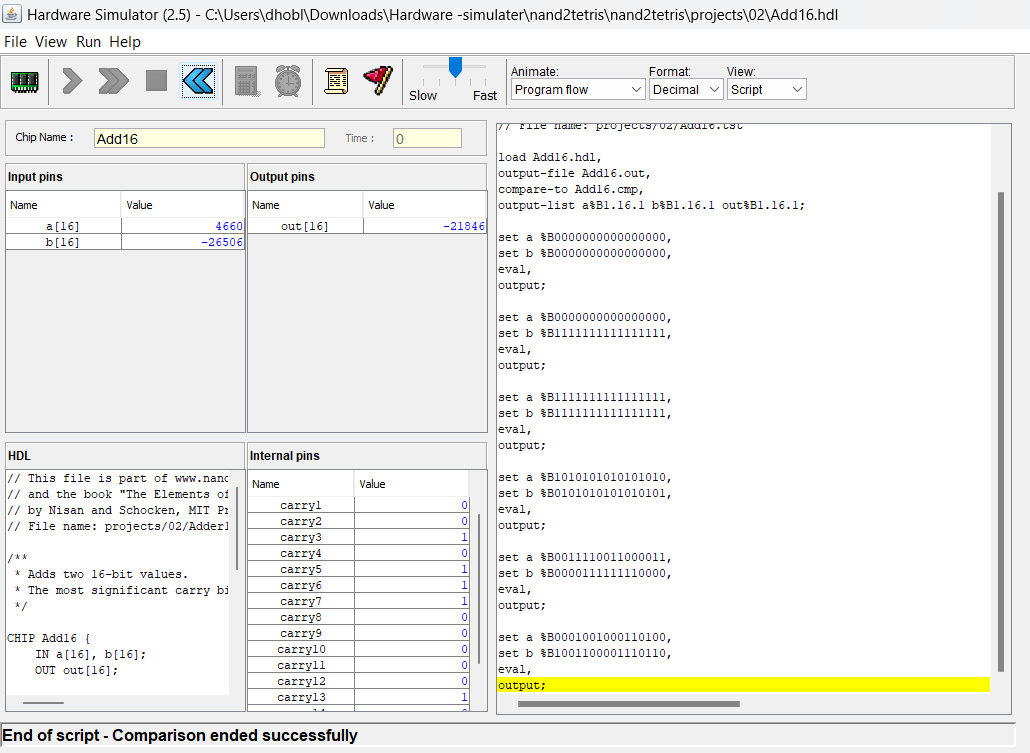 Hardware Simulator (2.5) - C:\Users\dhobl\Downloads\Hardware -simulater\nand2tetris\nand2tetris\projects\02\Add16.hdl
File View Run Help
Slow Fast
Animate: Format: View:
Program flow Decimal Script
Chip Name : Add16 Time : 0
Input pins
Name Value
a[16] 4660
b[16] -26506
Output pins
Name Value
out[16] -21846
HDL
// This file is part of www.nand
// and the book "The Elements of
// by Nisan and Schocken, MIT Pr
// File name: projects/02/Adder1
/**
* Adds two 16-bit values.
* The most significant carry bi
*/
CHIP Add16 {
IN a[16], b[16];
OUT out[16];
Internal pins
Name Value
carry1 0
carry2 0
carry3 1
carry4 0
carry5 1
carry6 1
carry7 1
carry8 0
carry9 0
carry10 0
carry11 0
carry12 0
carry13 1
// File name: projects/02/Add16.tst
load Add16.hdl,
output-file Add16.out,
compare-to Add16.cmp,
output-list a%B1.16.1 b%B1.16.1 out%B1.16.1;
set a %B0000000000000000,
set b %B0000000000000000,
eval,
output;
set a %B0000000000000000,
set b %B1111111111111111,
eval,
output;
set a %B1111111111111111,
set b %B1111111111111111,
eval,
output;
set a %B1010101010101010,
set b %B0101010101010101,
eval,
output;
set a %B0011110011000011,
set b %B0000111111110000,
eval,
output;
set a %B0001001000110100,
set b %B1001100001110110,
eval,
output;
End of script - Comparison ended successfully